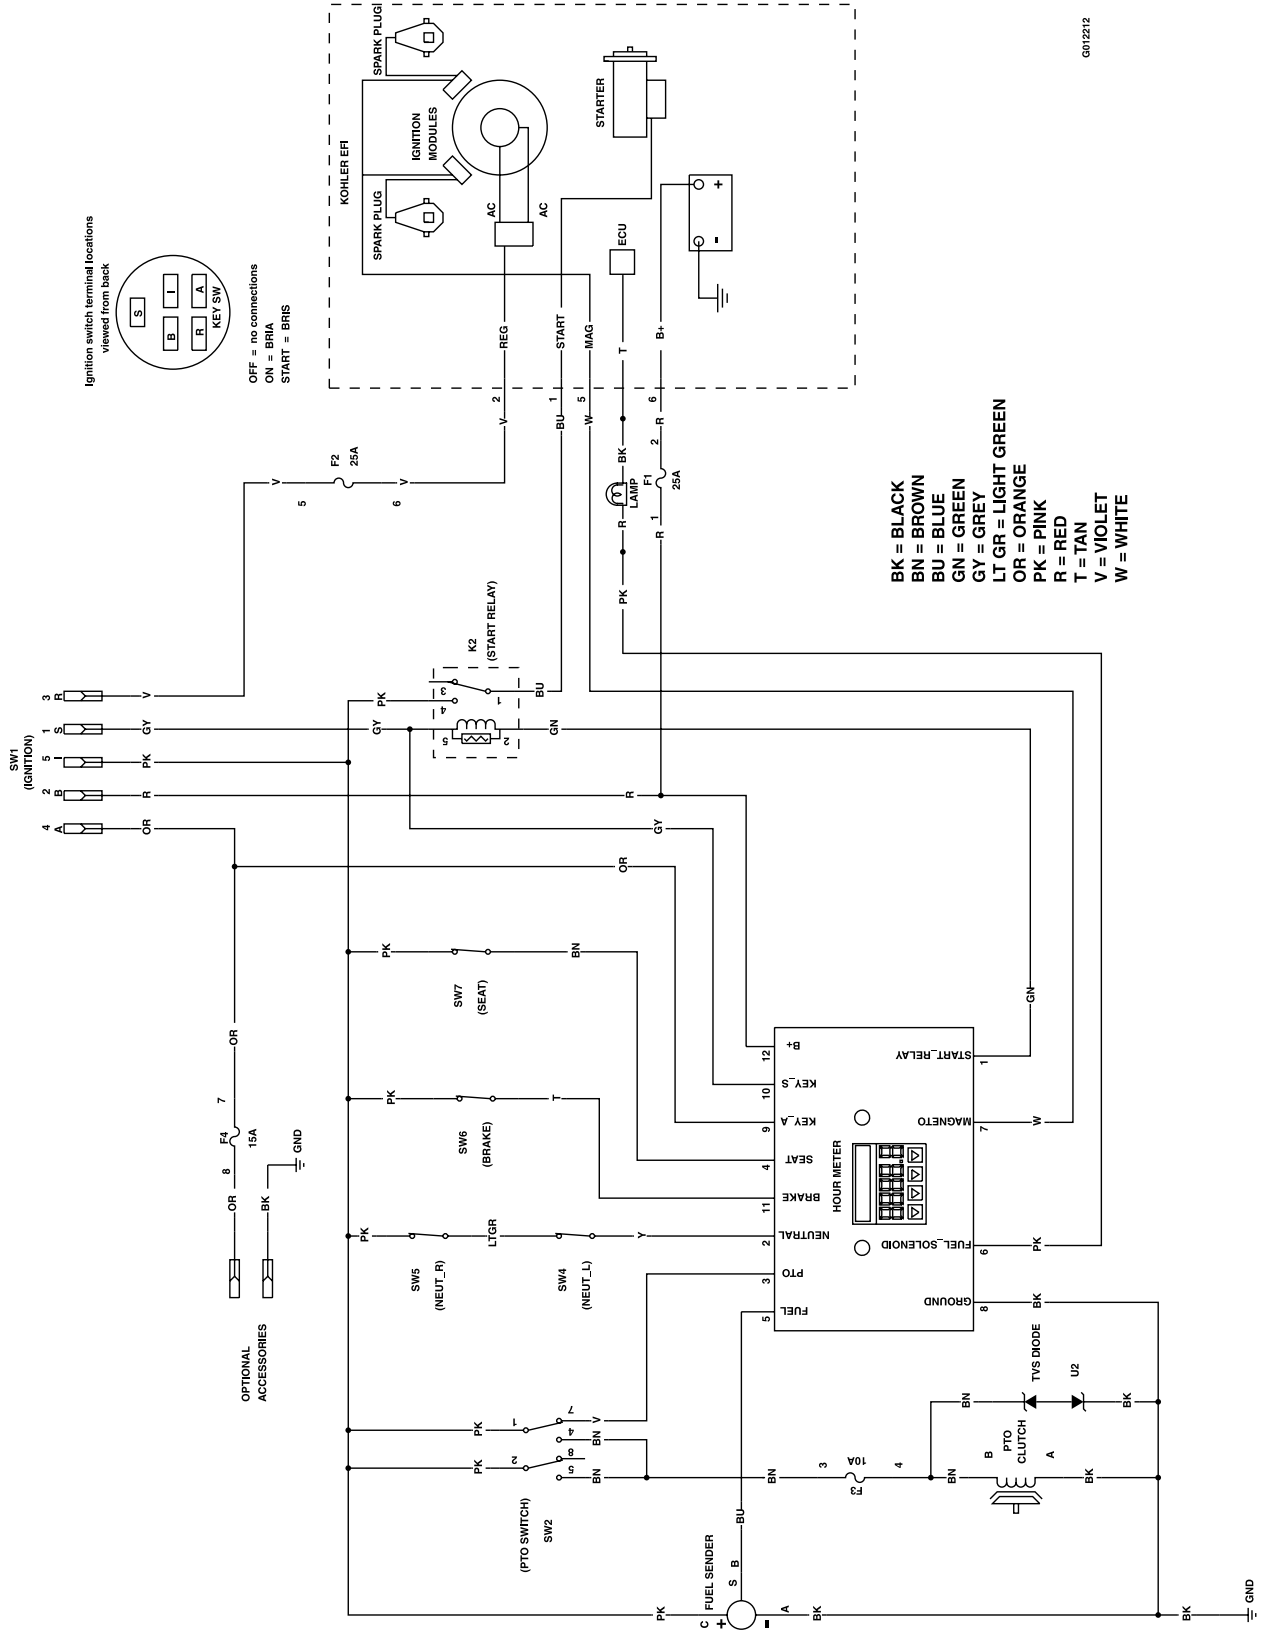 Ignition switch terminal locations
viewed from back
S
B
I
R
A
KEY SW
OFF = no connections
ON = BRIA
START = BRIS
KOHLER EFI
SPARK PLUG
SPARK PLUG
IGNITION
MODULES
AC
AC
STARTER
ECU
+
-
REG
START
MAG
T
B+
2
1
5
6
V
BU
W
BK
R
2
F1
25A
1
R
LAMP
R
PK
F2
25A
V
5
6
V
SW1
(IGNITION)
3
R
V
1
S
GY
5
I
PK
2
B
R
4
A
OR
K2
(START RELAY)
PK
GY
3
4
1
5
2
BU
GN
R
GY
OR
PK
SW7
(SEAT)
BN
PK
SW6
(BRAKE)
T
PK
SW5
(NEUT_R)
LTGR
SW4
(NEUT_L)
Y
OR
7
F4
15A
8
OR
BK
GND
OPTIONAL
ACCESSORIES
PK
1
7
4
V
BN
PK
2
8
5
BN
(PTO SWITCH)
SW2
12
B+
10
KEY_S
9
KEY_A
4
SEAT
11
BRAKE
2
NEUTRAL
3
PTO
5
FUEL
HOUR METER
START_RELAY
1
GN
MAGNETO
7
W
FUEL_SOLENOID
6
PK
GROUND
8
BK
BN
3
F3
10A
4
BN
BN
TVS DIODE
U2
BK
PTO
CLUTCH
B
A
BK
BU
FUEL SENDER
S
B
C
+
-
A
PK
BK
BK
GND
BK = BLACK
BN = BROWN
BU = BLUE
GN = GREEN
GY = GREY
LT GR = LIGHT GREEN
OR = ORANGE
PK = PINK
R = RED
T = TAN
V = VIOLET
W = WHITE
G012212